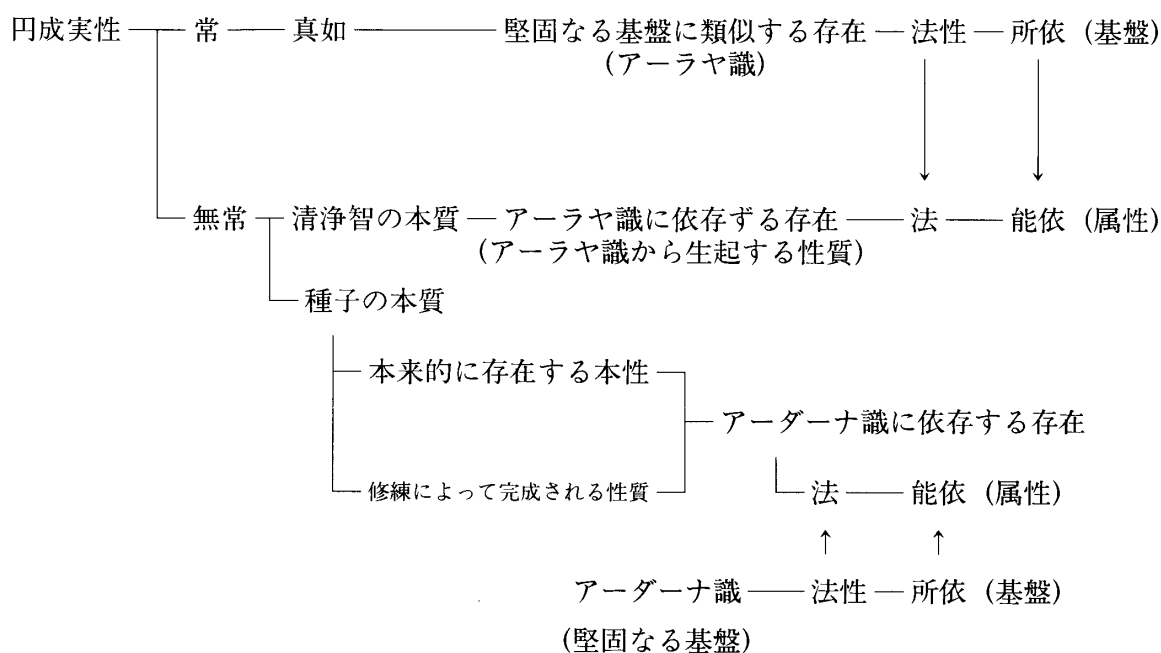 円成実性 常 真如 堅固なる基盤に類似する存在 法性 所依（基盤）
（アーラヤ識）
無常 清浄智の本質 アーラヤ識に依存ずる存在 法 能依（属性）
（アーラヤ識から生起する性質）
種子の本質
本来的に存在する本性
アーダーナ識に依存する存在
修練によって完成される性質 法 能依（属性）
アーダーナ識 法性 所依（基盤）
（堅固なる基盤）